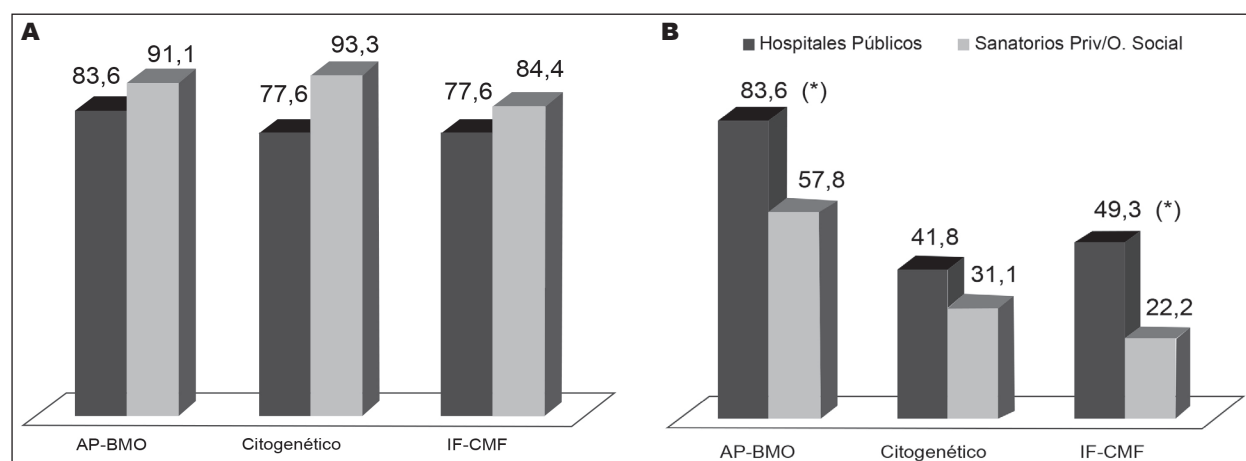 A
83,6
91,1
77,6
93,3
77,6
84,4
AP-BMO
Citogenético
IF-CMF
B
Hospitales Públicos
Sanatorios Priv/O. Social
83,6 (*)
57,8
41,8
31,1
49,3 (*)
22,2
AP-BMO
Citogenético
IF-CMF